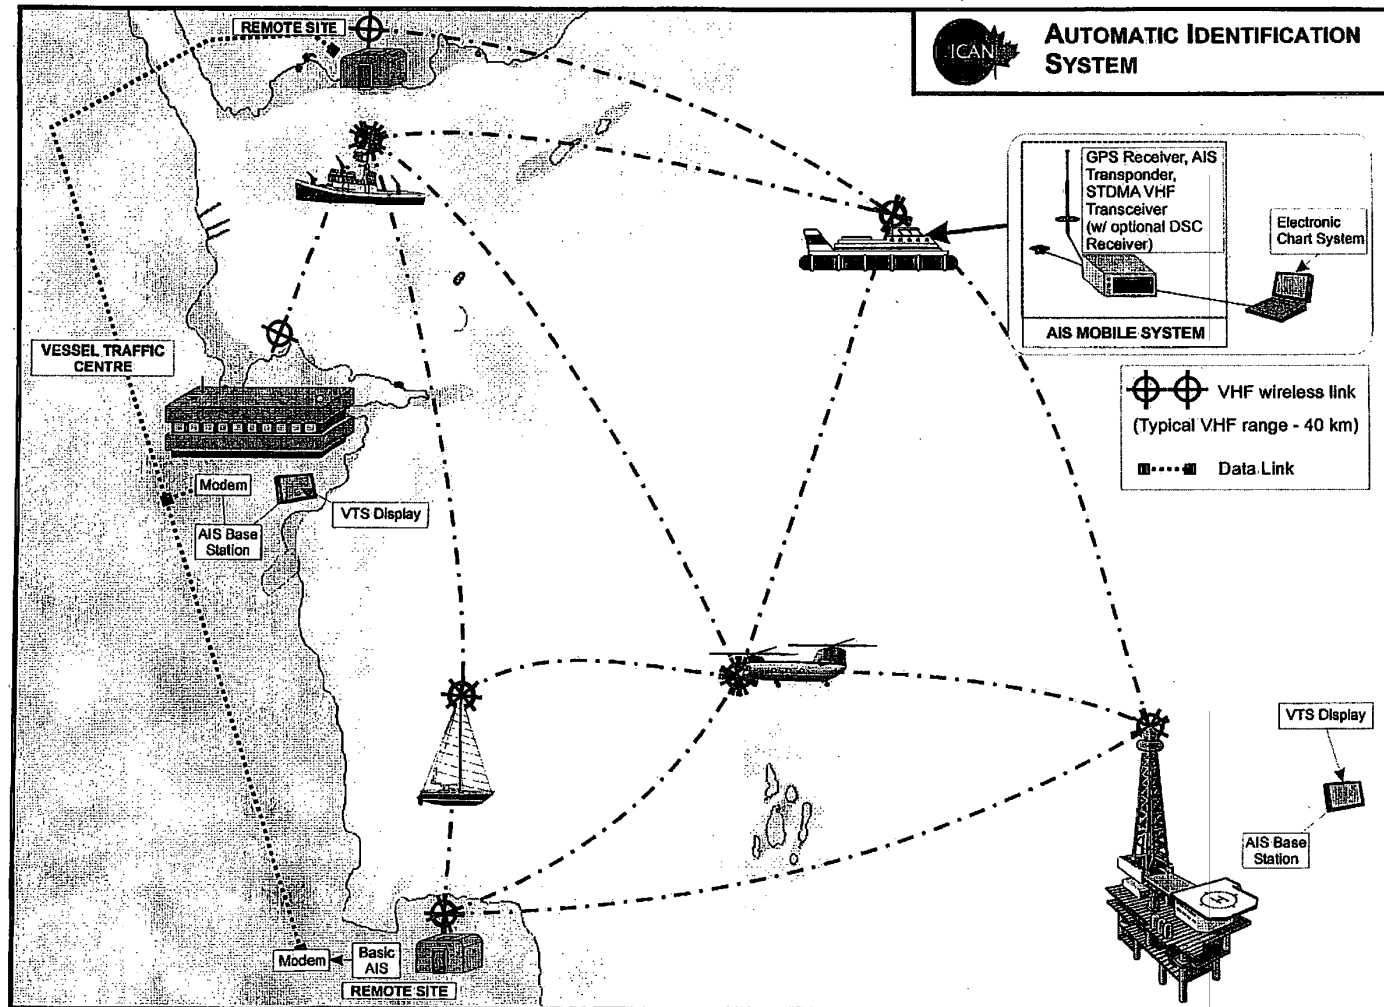 REMOTE SITE
ICAN
AUTOMATIC IDENTIFICATION
SYSTEM
GPS Receiver, AIS
Transponder,
STDMA VHF
Transceiver
(w/ optional DSC
Receiver)
Electronic
Chart System
AIS MOBILE SYSTEM
VESSEL TRAFFIC
CENTRE
VHF wireless link
(Typical VHF range - 40 km)
Data Link
Modem
VTS Display
AIS Base
Station
VTS Display
AIS Base
Station
H
Modem
Basic
AIS
REMOTE SITE